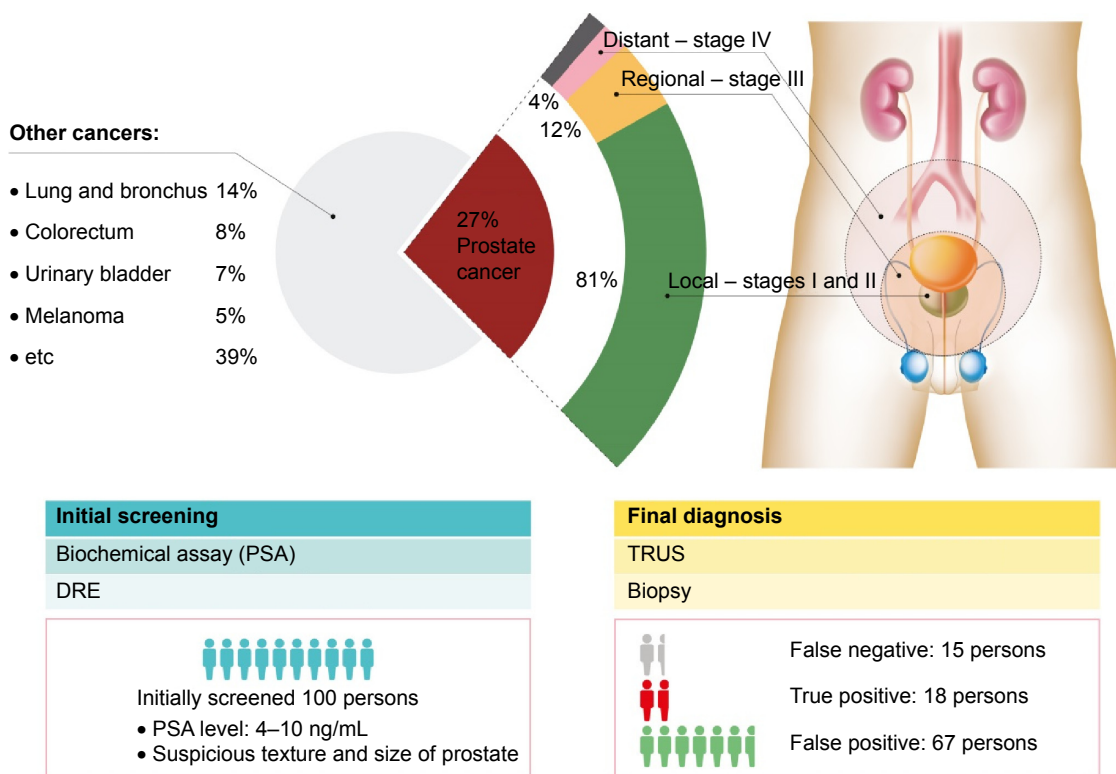 Distant – stage IV
Regional – stage III
4%
12%
Other cancers:
• Lung and bronchus 14%
• Colorectum 8%
• Urinary bladder 7%
• Melanoma 5%
• etc 39%
27%
Prostate
cancer
81%
Local – stages I and II
Initial screening
Biochemical assay (PSA)
DRE
Initially screened 100 persons
• PSA level: 4–10 ng/mL
• Suspicious texture and size of prostate
Final diagnosis
TRUS
Biopsy
False negative: 15 persons
True positive: 18 persons
False positive: 67 persons